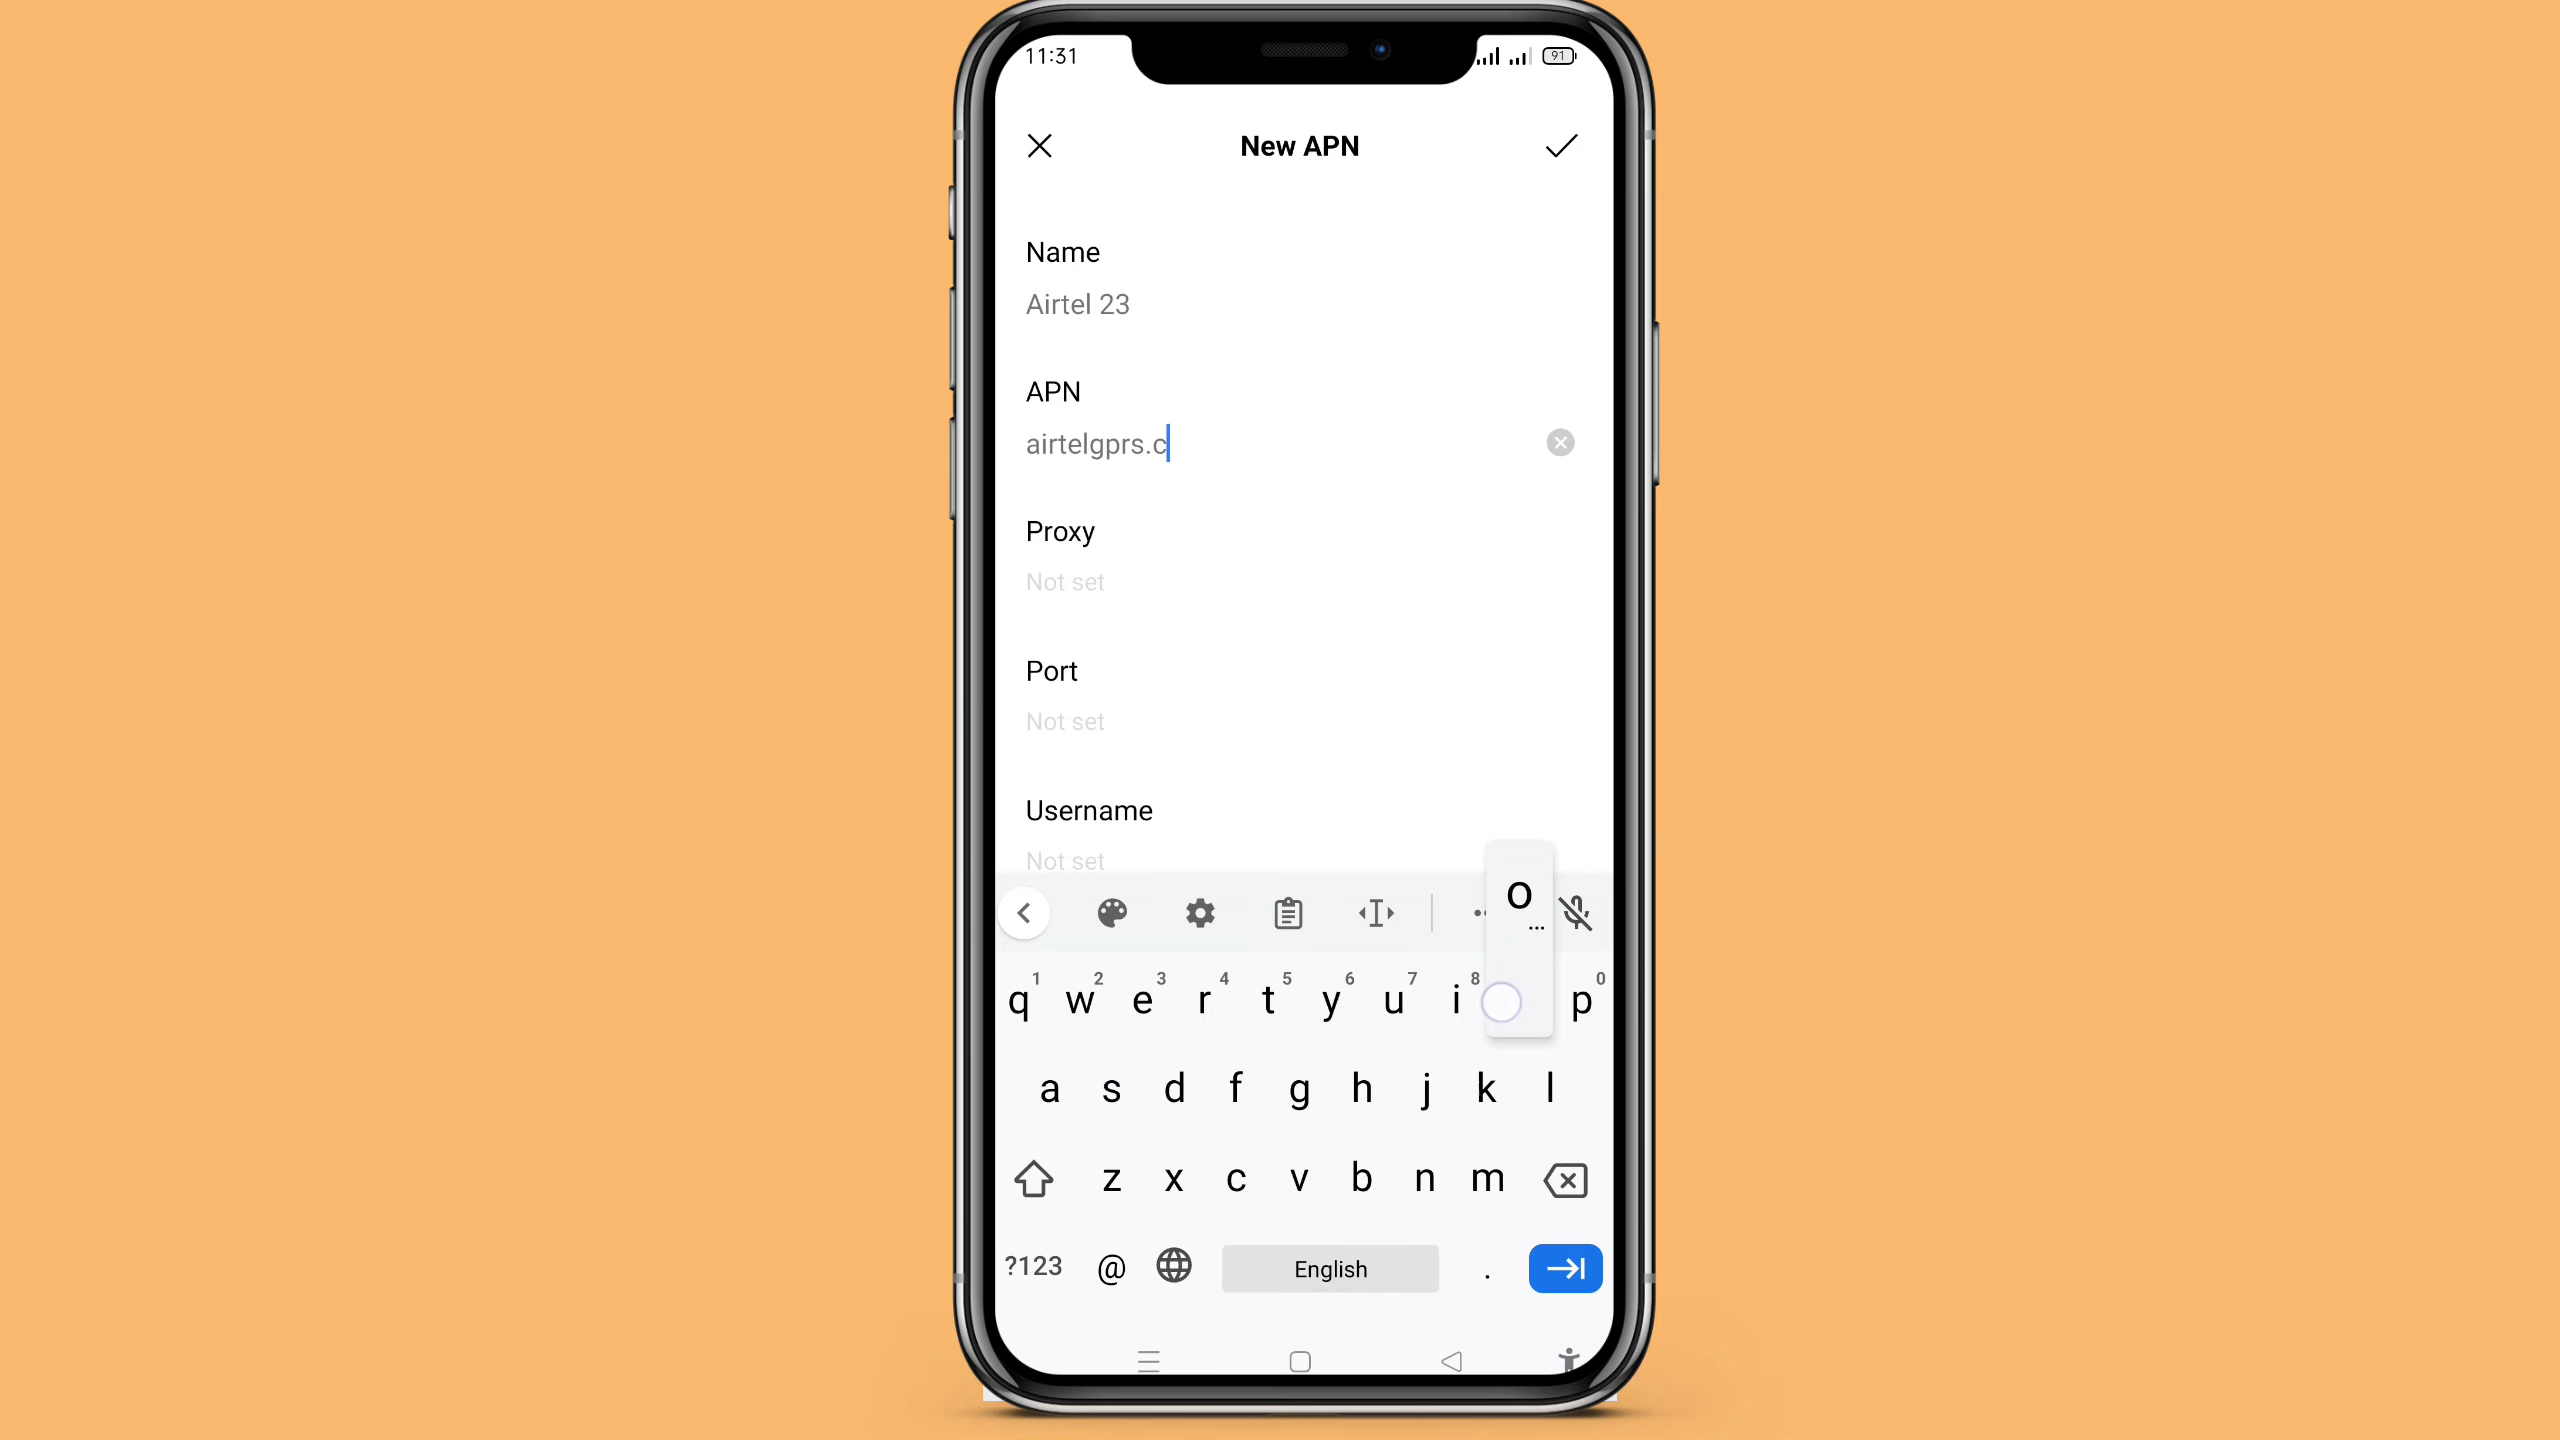 11:31
91
New APN
Name
Airtel 23
APN
airtelgprs.c
Proxy
Not set
Port
Not set
Username
Not set
o
...
1 2 3 4 5 6 7 8 0
q w e r t y u i p
a s d f g h j k l
z x c v b n m
?123 @ English .